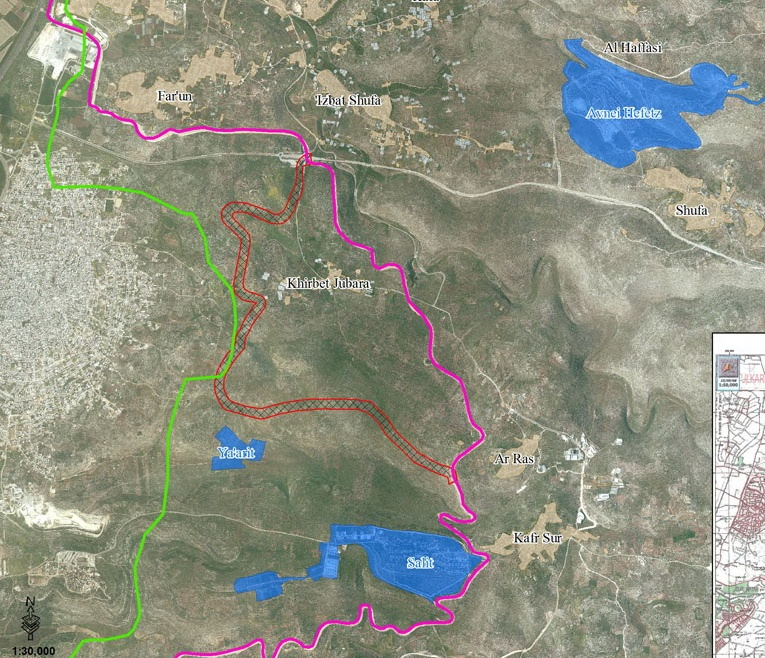 Al Haffasi
Far'un
'Izbat Shufa
Avnei Hefetz
Shufa
Khirbet Jubara
Ya'arit
Ar Ras
Kafr Sur
Salit
N
1:30,000